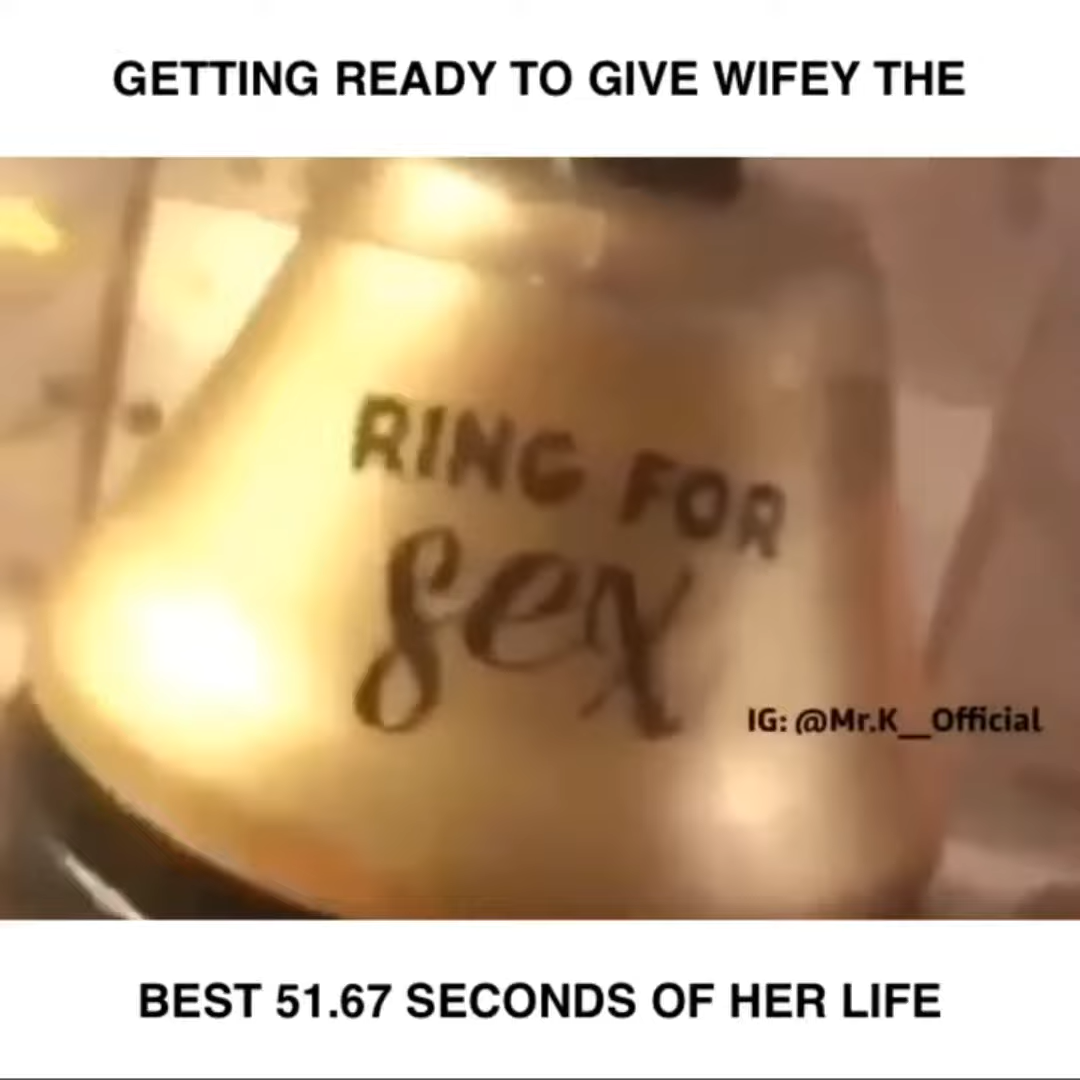 GETTING READY TO GIVE WIFEY THE
RING FOR
sex
IG: @Mr.K__Official
BEST 51.67 SECONDS OF HER LIFE